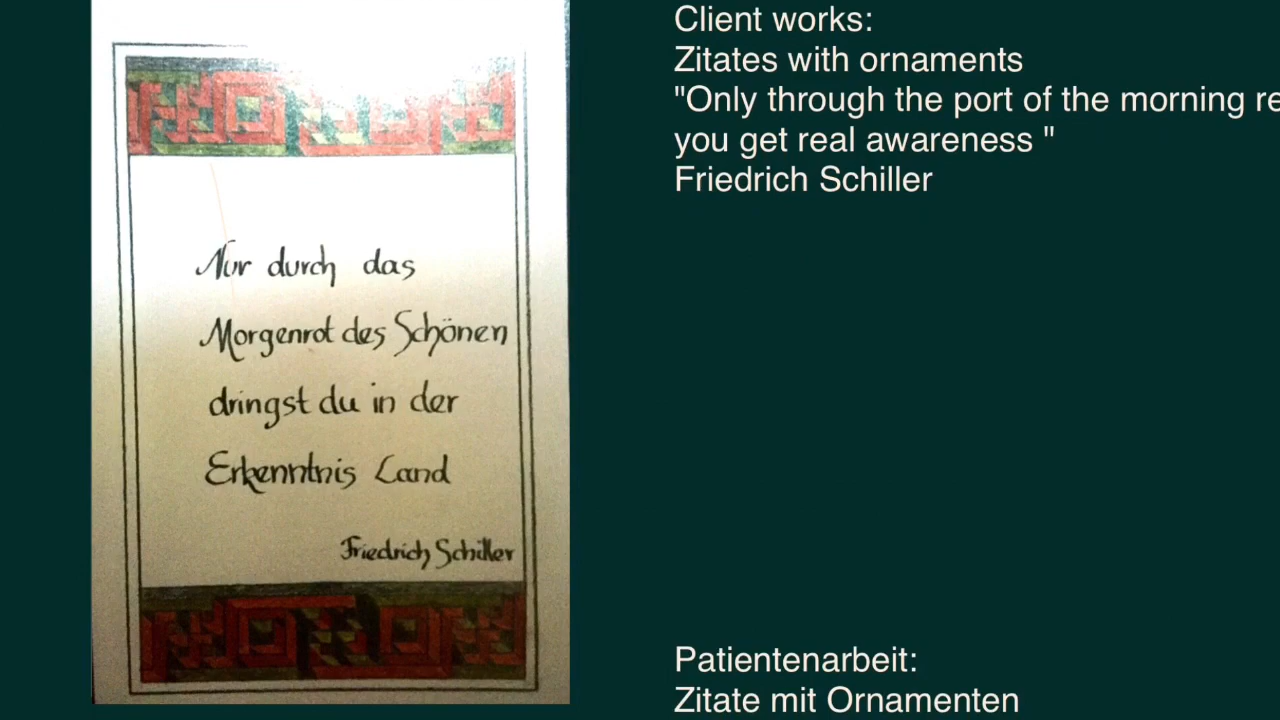 Nur durch das
Morgenrot des Schönen
dringst du in der
Erkenntnis Land
Friedrich Schiller
Client works:
Zitates with ornaments
"Only through the port of the morning re
you get real awareness "
Friedrich Schiller
Patientenarbeit:
Zitate mit Ornamenten